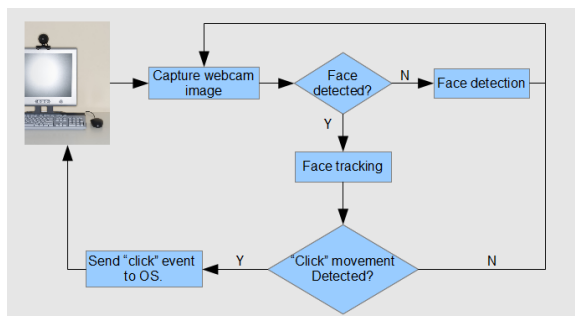 Capture webcam
image
Face
detected?
N
Face detection
Y
Face tracking
"Click" movement
Detected?
Y
N
Send "click" event
to OS.